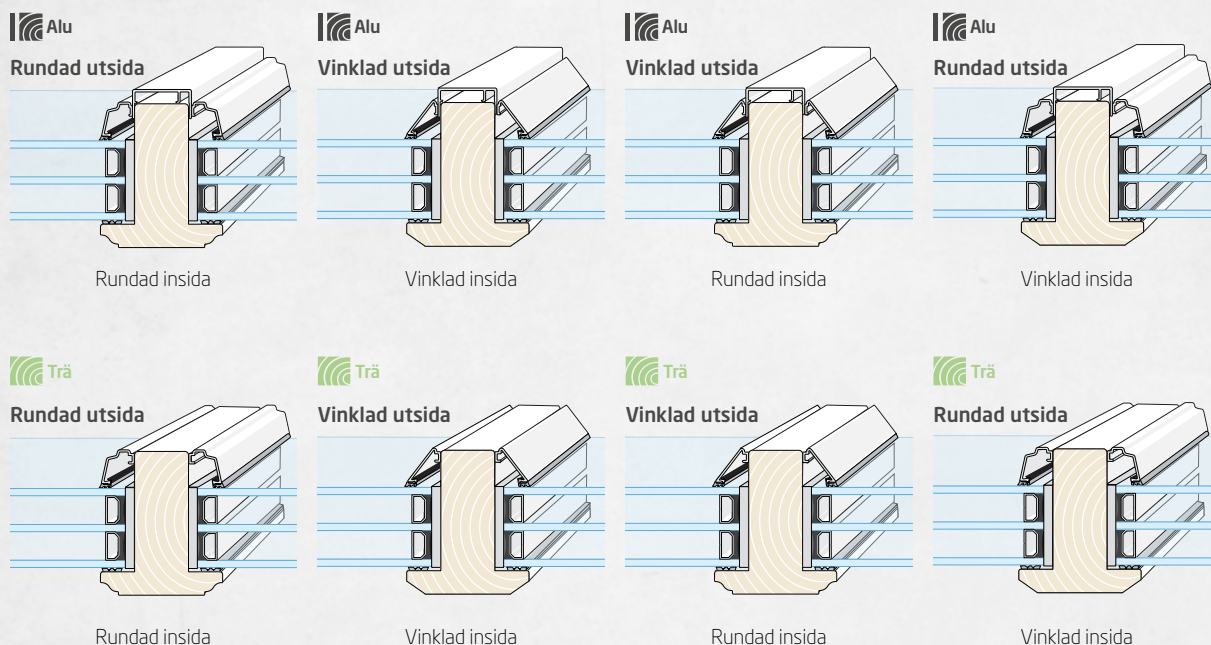 Alu
Rundad utsida
Rundad insida
Alu
Vinklad utsida
Vinklad insida
Alu
Vinklad utsida
Rundad insida
Alu
Rundad utsida
Vinklad insida
Trä
Rundad utsida
Rundad insida
Trä
Vinklad utsida
Vinklad insida
Trä
Vinklad utsida
Rundad insida
Trä
Rundad utsida
Vinklad insida